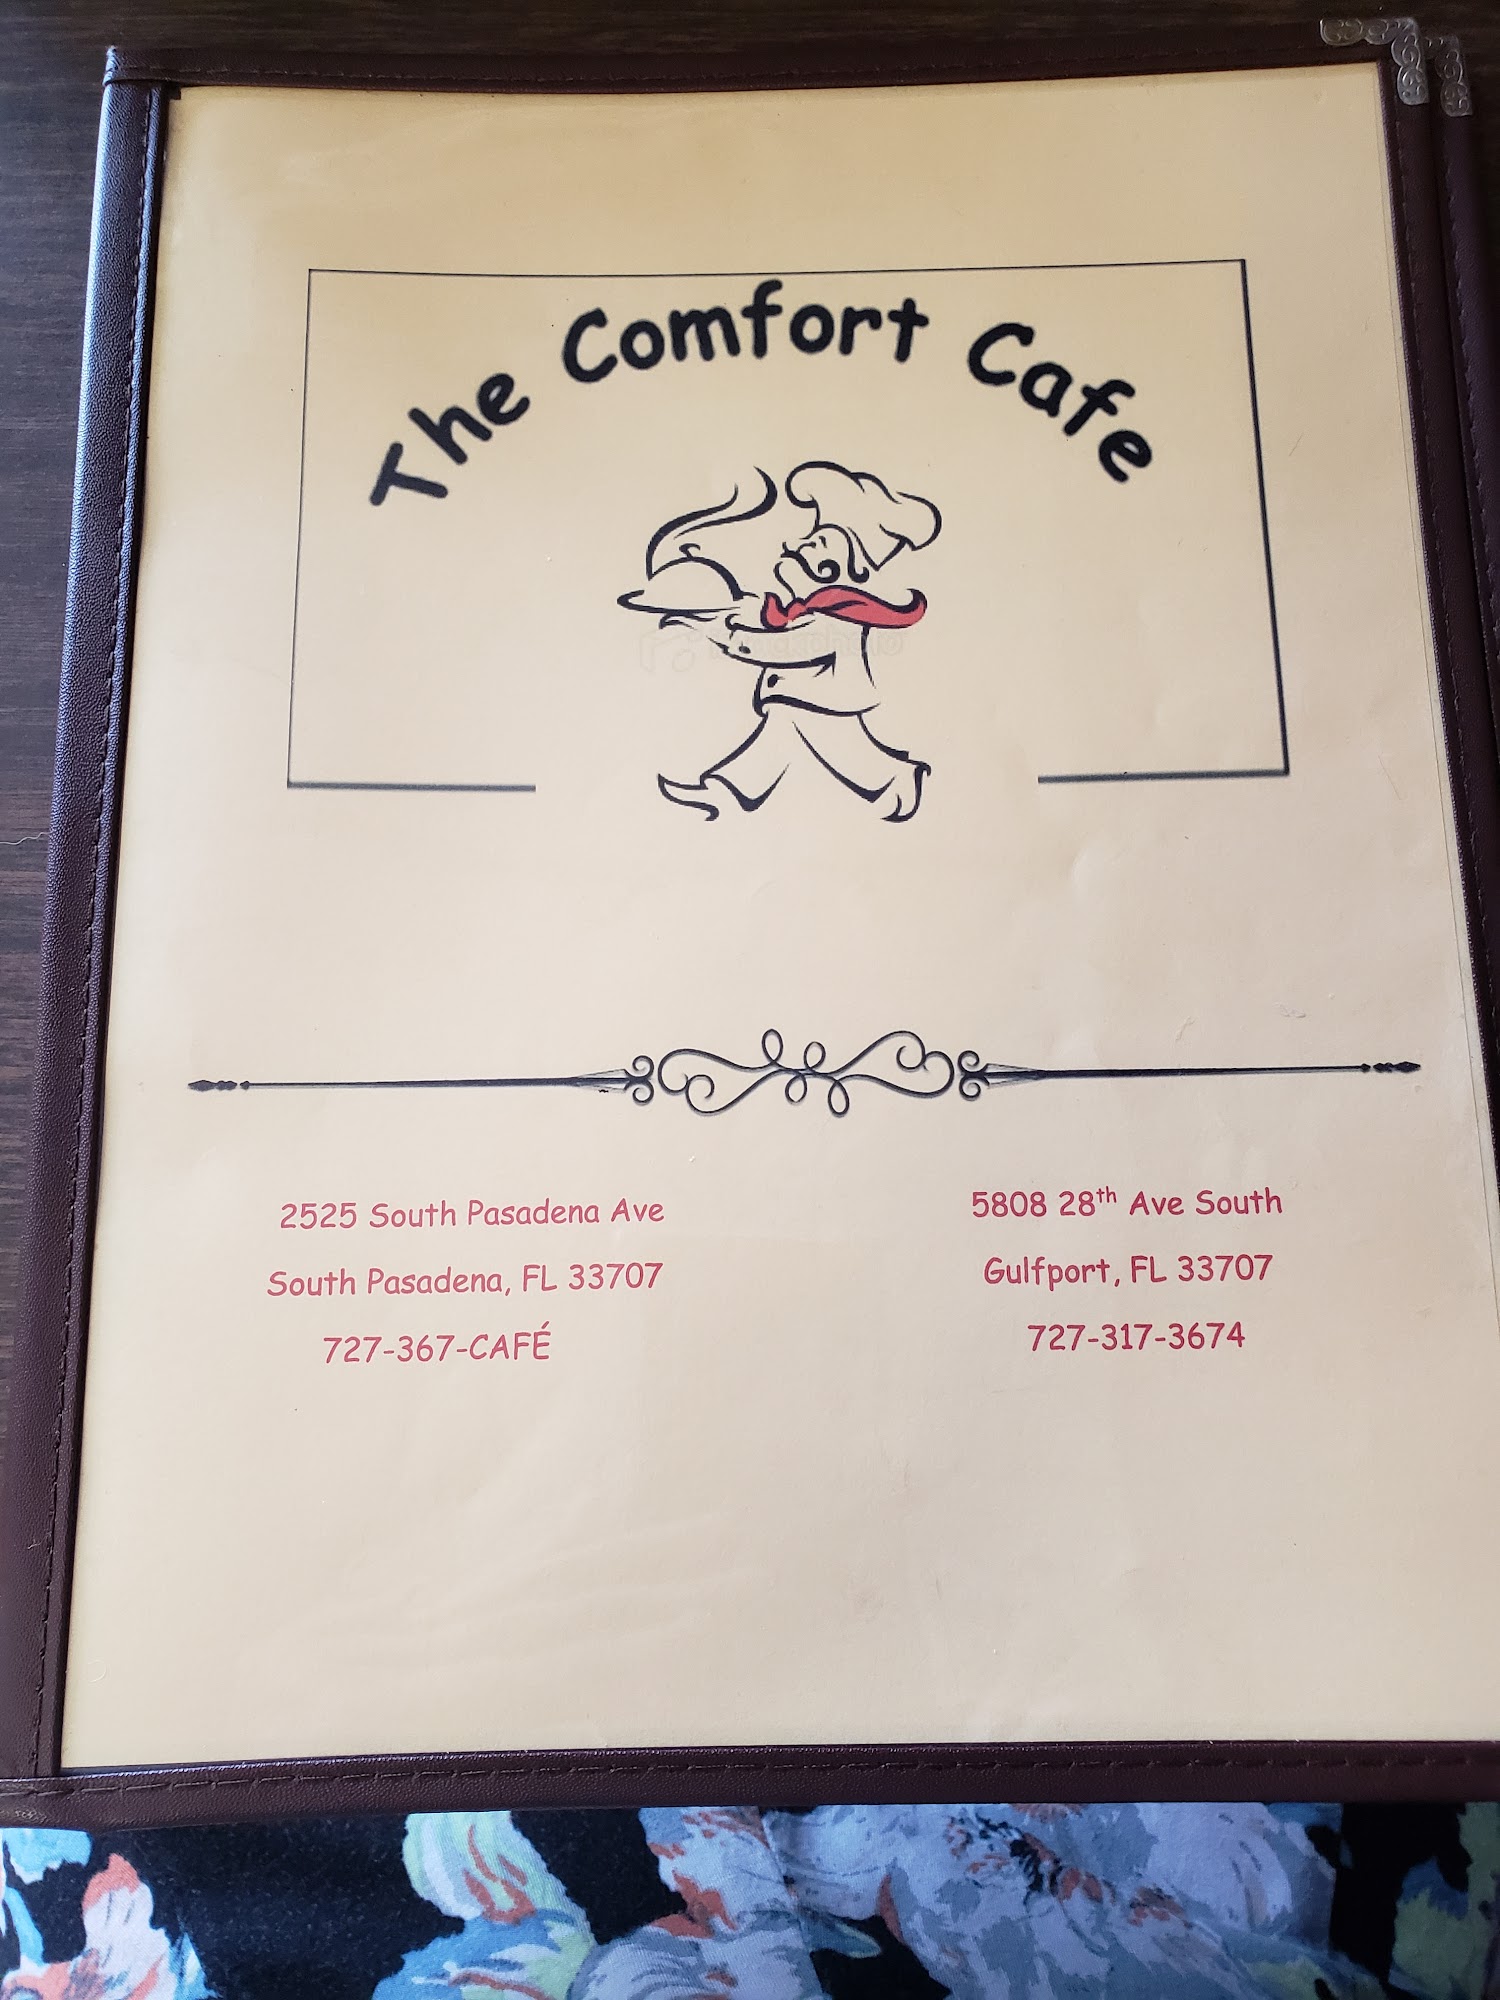 The Comfort Cafe
2525 South Pasadena Ave
South Pasadena, FL 33707
727-367-CAFÉ
5808 28th Ave South
Gulfport, FL 33707
727-317-3674